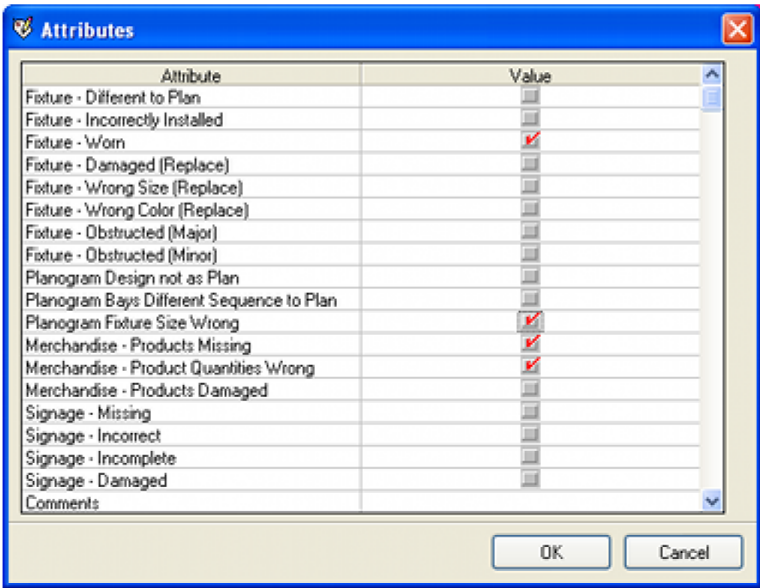 Attributes
Attribute Value
Fixture - Different to Plan
Fixture - Incorrectly Installed
Fixture - Worn
Fixture - Damaged (Replace)
Fixture - Wrong Size (Replace)
Fixture - Wrong Color (Replace)
Fixture - Obstructed (Major)
Fixture - Obstructed (Minor)
Planogram Design not as Plan
Planogram Bays Different Sequence to Plan
Planogram Fixture Size Wrong
Merchandise - Products Missing
Merchandise - Product Quantities Wrong
Merchandise - Products Damaged
Signage - Missing
Signage - Incorrect
Signage - Incomplete
Signage - Damaged
Comments
OK Cancel